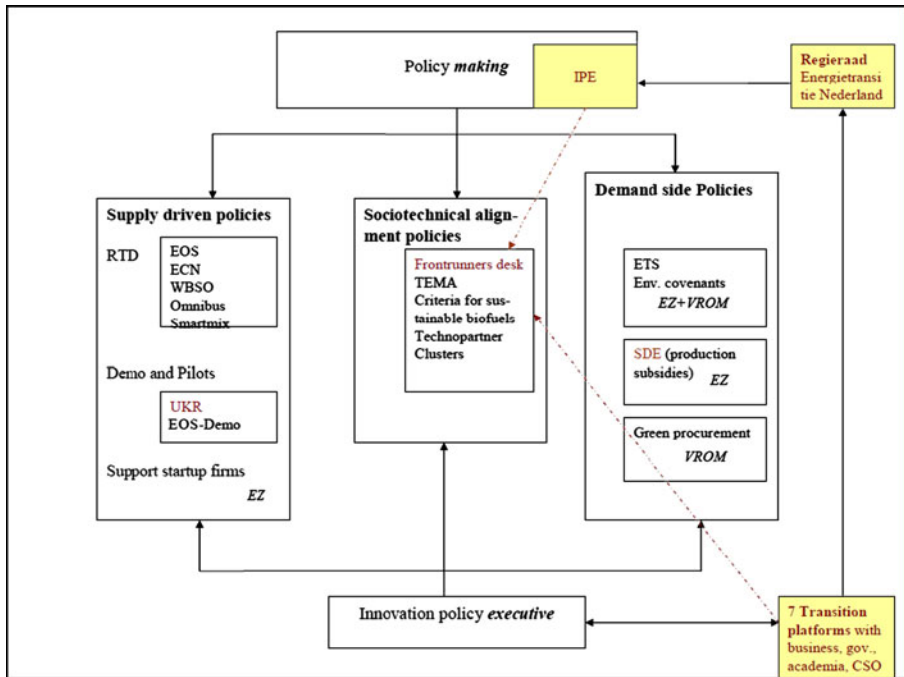 Policy making
IPE
Regieraad
Energietransi
tie Nederland
Supply driven policies
RTD
EOS
ECN
WBSO
Omnibus
Smartmix
Demo and Pilots
UKR
EOS-Demo
Support startup firms
EZ
Sociotechnical align-
ment policies
Frontrunners desk
TEMA
Criteria for sus-
tainable biofuels
Technopartner
Clusters
Demand side Policies
ETS
Env. covenants
EZ+VROM
SDE (production
subsidies)
EZ
Green procurement
VROM
Innovation policy executive
7 Transition
platforms with
business, gov.,
academia, CSO